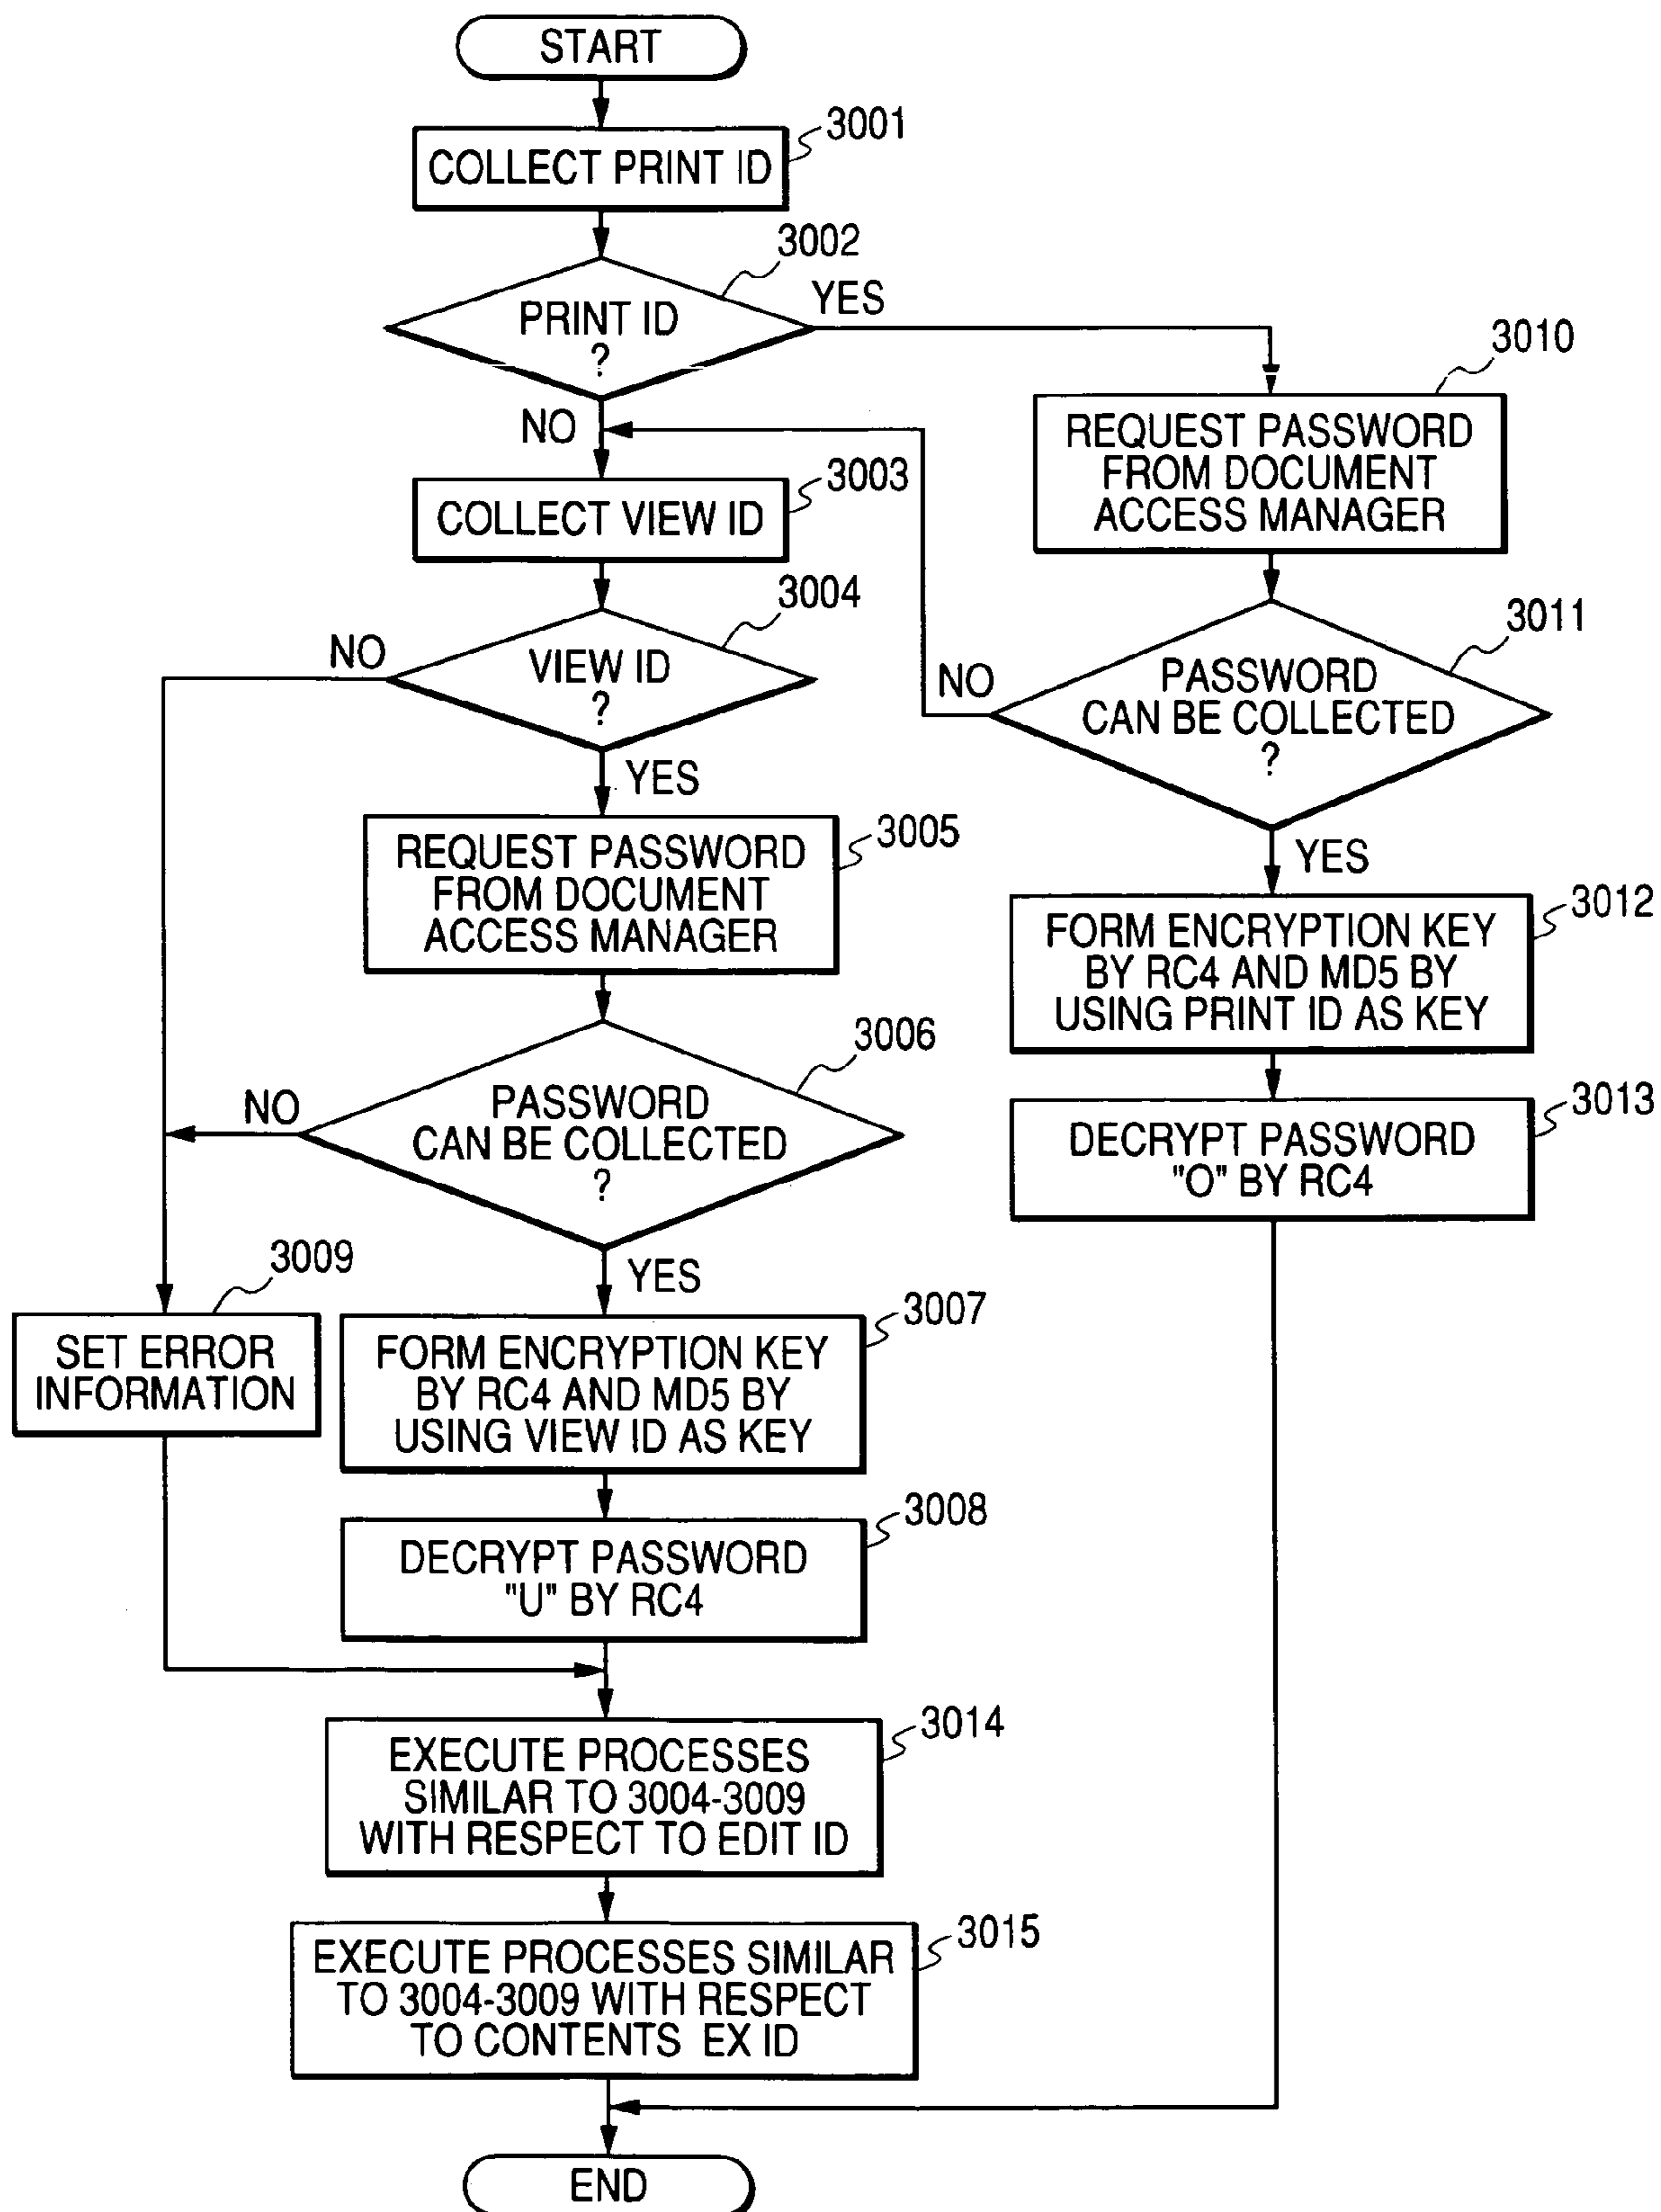 START
3001
COLLECT PRINT ID
3002
PRINT ID
?
YES
NO
3010
REQUEST PASSWORD
FROM DOCUMENT
ACCESS MANAGER
3003
COLLECT VIEW ID
3004
VIEW ID
?
NO
YES
3011
PASSWORD
CAN BE COLLECTED
?
NO
YES
3005
REQUEST PASSWORD
FROM DOCUMENT
ACCESS MANAGER
3012
FORM ENCRYPTION KEY
BY RC4 AND MD5 BY
USING PRINT ID AS KEY
3006
PASSWORD
CAN BE COLLECTED
?
NO
YES
3013
DECRYPT PASSWORD
"O" BY RC4
3009
SET ERROR
INFORMATION
3007
FORM ENCRYPTION KEY
BY RC4 AND MD5 BY
USING VIEW ID AS KEY
3008
DECRYPT PASSWORD
"U" BY RC4
3014
EXECUTE PROCESSES
SIMILAR TO 3004-3009
WITH RESPECT TO EDIT ID
3015
EXECUTE PROCESSES SIMILAR
TO 3004-3009 WITH RESPECT
TO CONTENTS EX ID
END